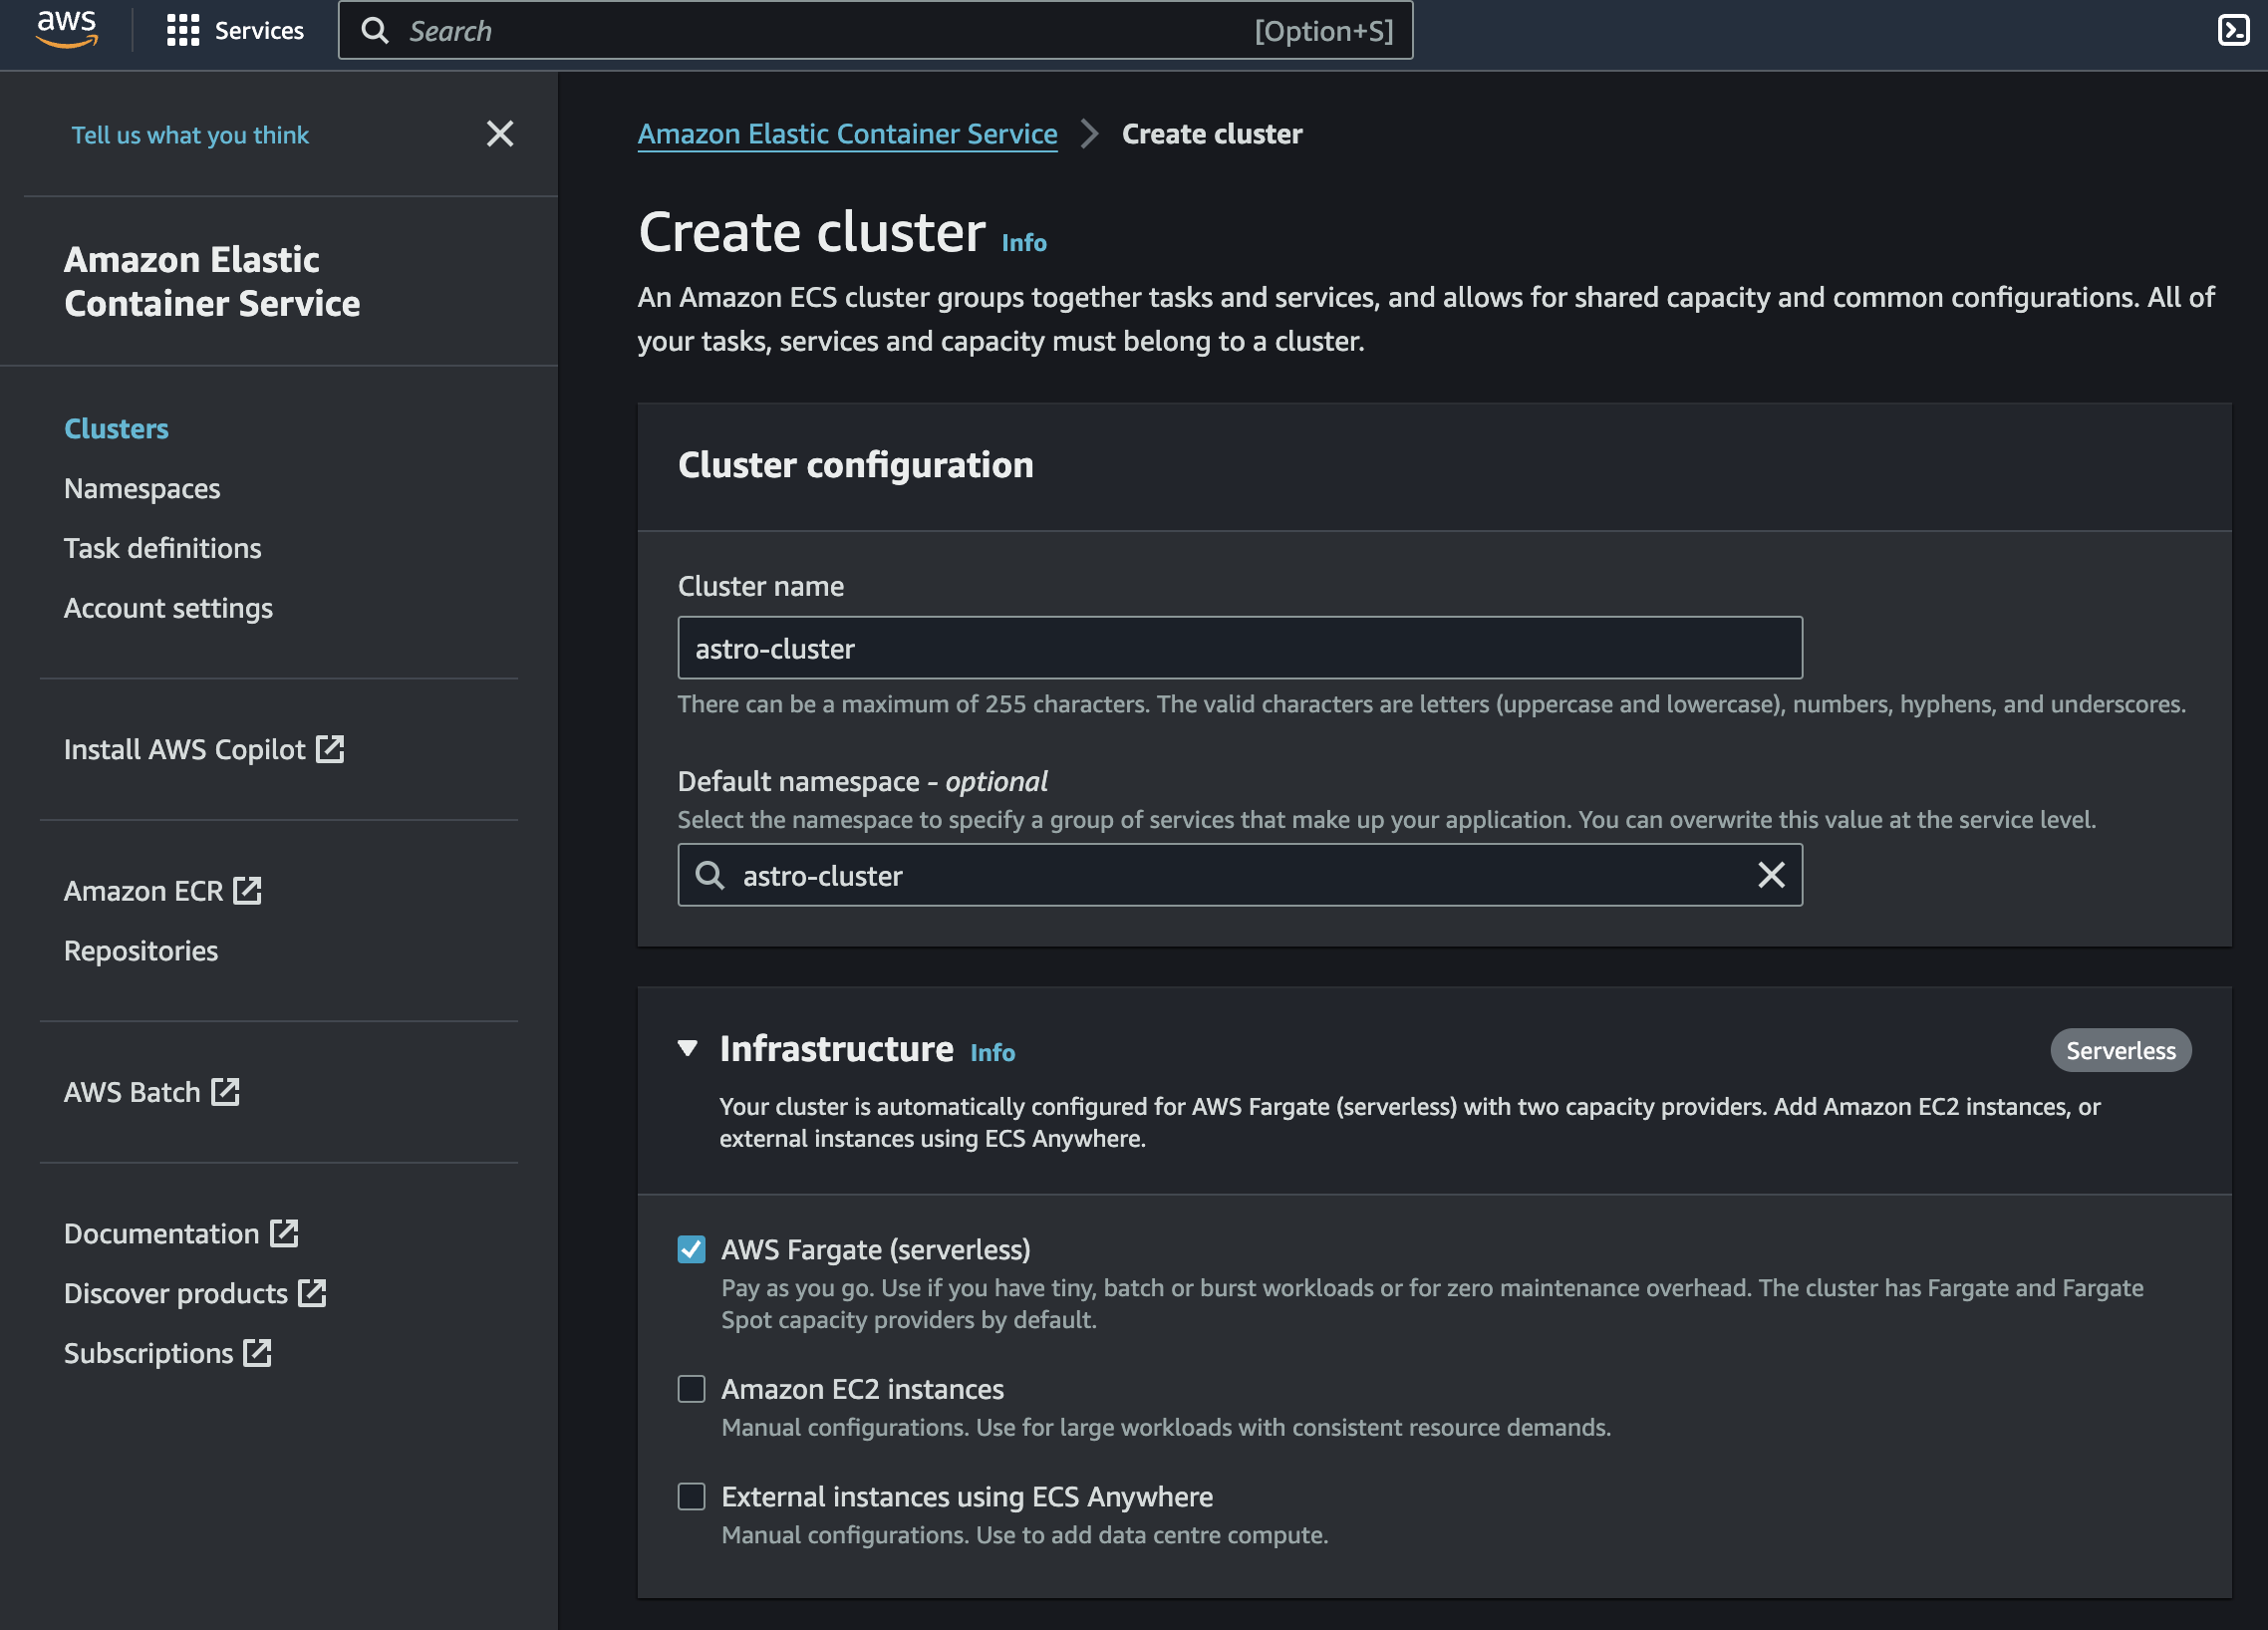 aws
Services
Search
[Option+S]
Tell us what you think
Amazon Elastic
Container Service
Clusters
Namespaces
Task definitions
Account settings
Install AWS Copilot
Amazon ECR
Repositories
AWS Batch
Documentation
Discover products
Subscriptions
Amazon Elastic Container Service
Create cluster
Create cluster Info
An Amazon ECS cluster groups together tasks and services, and allows for shared capacity and common configurations. All of
your tasks, services and capacity must belong to a cluster.
Cluster configuration
Cluster name
astro-cluster
There can be a maximum of 255 characters. The valid characters are letters (uppercase and lowercase), numbers, hyphens, and underscores.
Default namespace - optional
Select the namespace to specify a group of services that make up your application. You can overwrite this value at the service level.
astro-cluster
Infrastructure Info
Serverless
Your cluster is automatically configured for AWS Fargate (serverless) with two capacity providers. Add Amazon EC2 instances, or
external instances using ECS Anywhere.
AWS Fargate (serverless)
Pay as you go. Use if you have tiny, batch or burst workloads or for zero maintenance overhead. The cluster has Fargate and Fargate
Spot capacity providers by default.
Amazon EC2 instances
Manual configurations. Use for large workloads with consistent resource demands.
External instances using ECS Anywhere
Manual configurations. Use to add data centre compute.